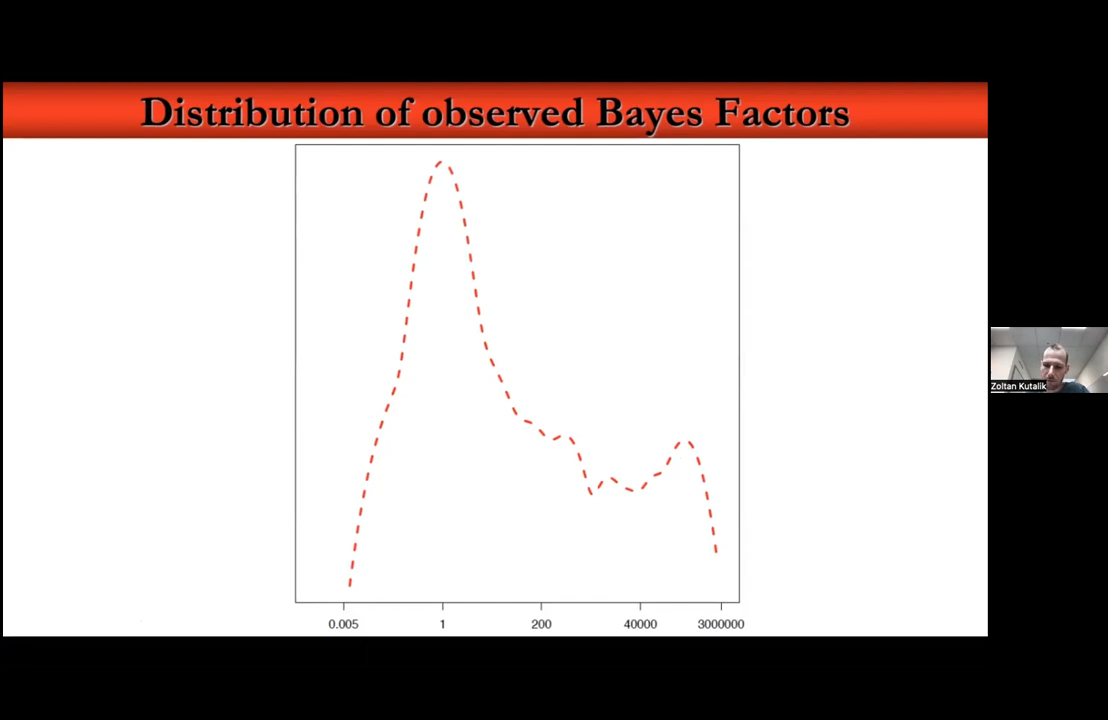 Distribution of observed Bayes Factors
Zoltan Kutalik
0.005 1 200 40000 3000000